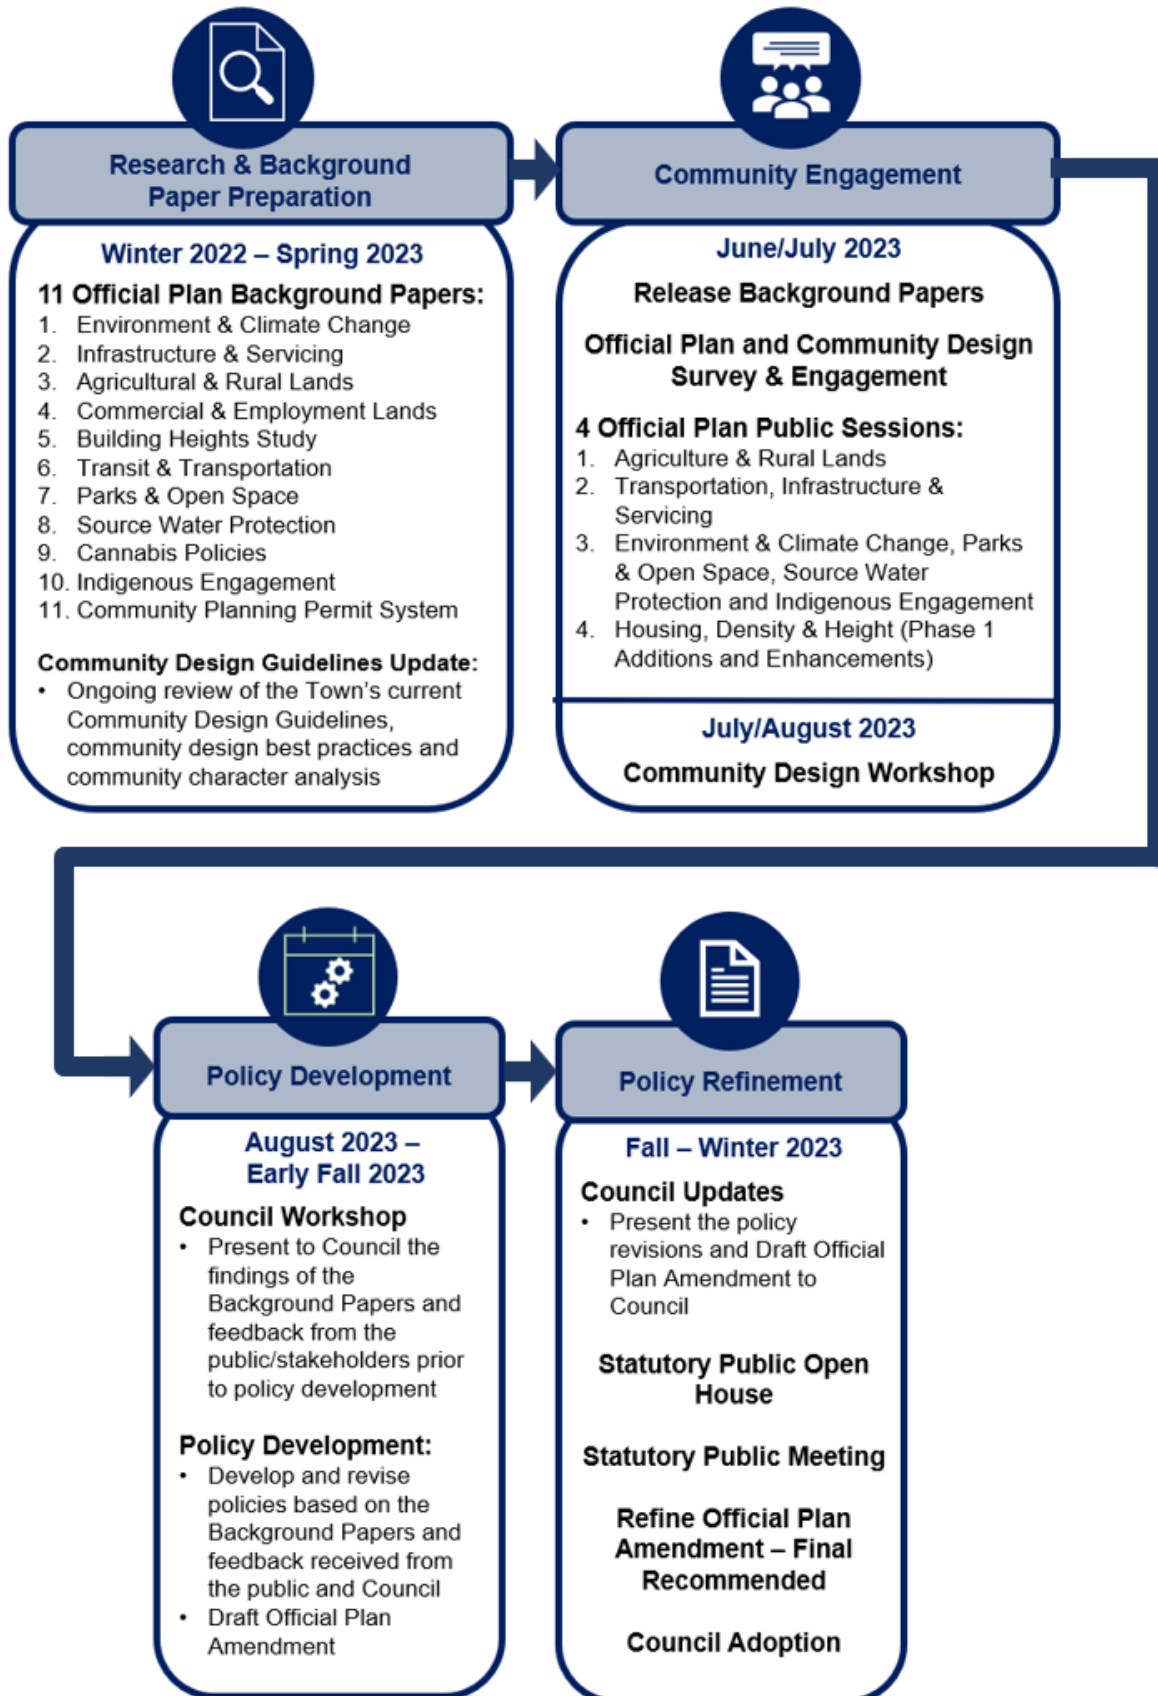 Research & Background
Paper Preparation
Winter 2022 – Spring 2023
11 Official Plan Background Papers:
1. Environment & Climate Change
2. Infrastructure & Servicing
3. Agricultural & Rural Lands
4. Commercial & Employment Lands
5. Building Heights Study
6. Transit & Transportation
7. Parks & Open Space
8. Source Water Protection
9. Cannabis Policies
10. Indigenous Engagement
11. Community Planning Permit System
Community Design Guidelines Update:
• Ongoing review of the Town's current
Community Design Guidelines,
community design best practices and
community character analysis
Community Engagement
June/July 2023
Release Background Papers
Official Plan and Community Design
Survey & Engagement
4 Official Plan Public Sessions:
1. Agriculture & Rural Lands
2. Transportation, Infrastructure &
Servicing
3. Environment & Climate Change, Parks
& Open Space, Source Water
Protection and Indigenous Engagement
4. Housing, Density & Height (Phase 1
Additions and Enhancements)
July/August 2023
Community Design Workshop
Policy Development
August 2023 –
Early Fall 2023
Council Workshop
• Present to Council the
findings of the
Background Papers and
feedback from the
public/stakeholders prior
to policy development
Policy Development:
• Develop and revise
policies based on the
Background Papers and
feedback received from
the public and Council
• Draft Official Plan
Amendment
Policy Refinement
Fall – Winter 2023
Council Updates
• Present the policy
revisions and Draft Official
Plan Amendment to
Council
Statutory Public Open
House
Statutory Public Meeting
Refine Official Plan
Amendment – Final
Recommended
Council Adoption